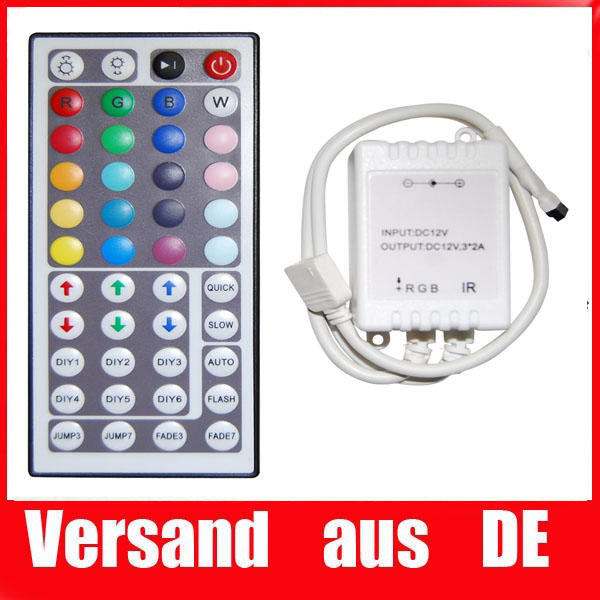 R G B W
QUICK
SLOW
DIY1 DIY2 DIY3 AUTO
DIY4 DIY5 DIY6 FLASH
JUMP3 JUMP7 FADE3 FADE7
INPUT:DC12V
OUTPUT:DC12V,3*2A
RGB IR
Versand aus DE